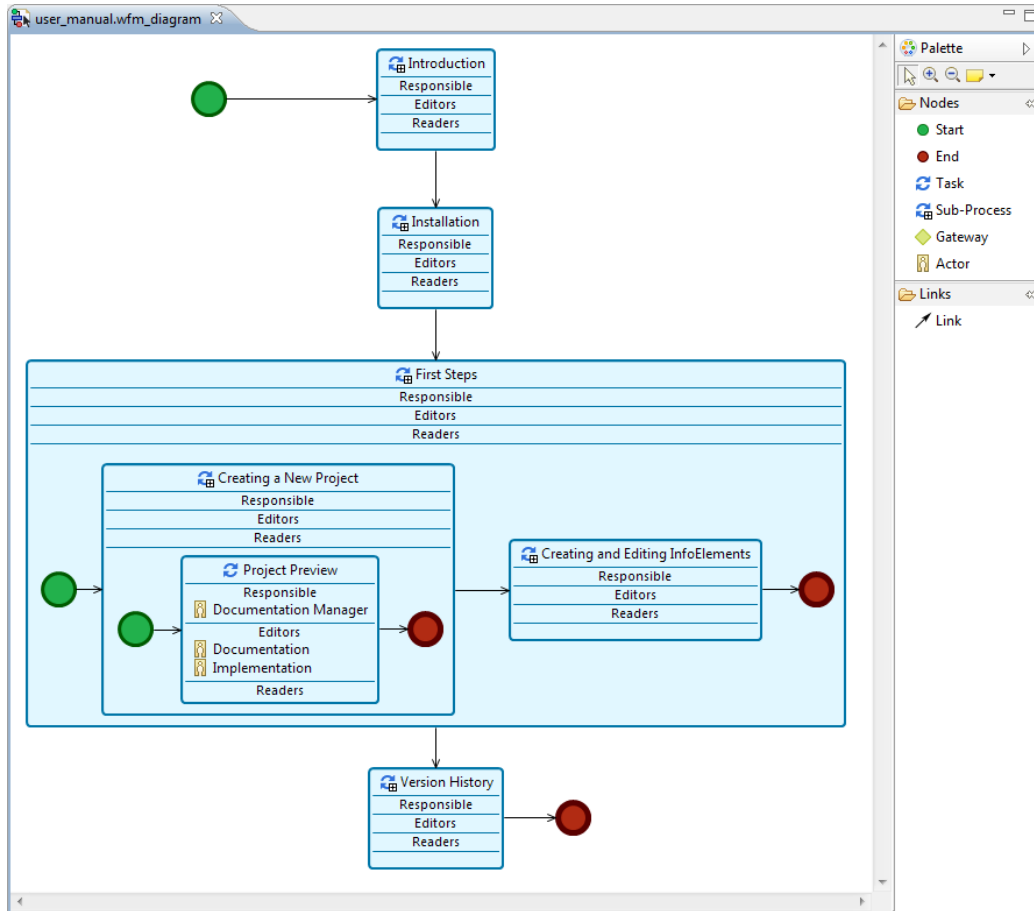 user_manual.wfm_diagram
Introduction
Responsible
Editors
Readers
Installation
Responsible
Editors
Readers
First Steps
Responsible
Editors
Readers
Creating a New Project
Responsible
Editors
Readers
Project Preview
Responsible
Documentation Manager
Editors
Documentation
Implementation
Readers
Creating and Editing InfoElements
Responsible
Editors
Readers
Version History
Responsible
Editors
Readers
Palette
Nodes
Start
End
Task
Sub-Process
Gateway
Actor
Links
Link